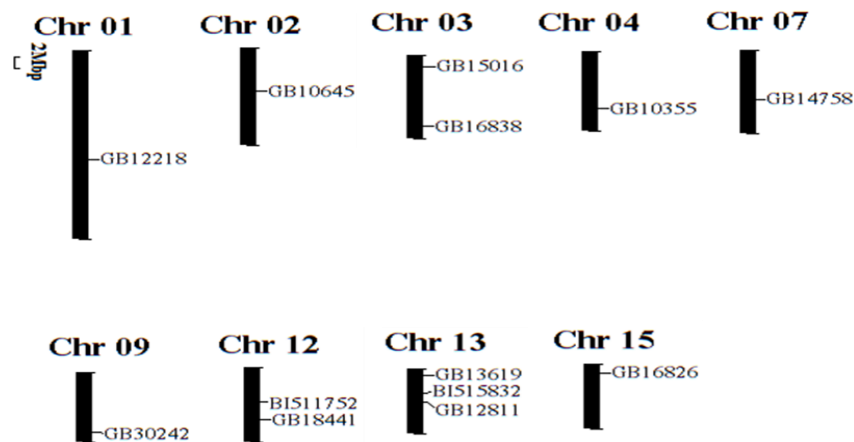 Chr 01
Chr 02
Chr 03
Chr 04
Chr 07
2Mbp
GB12218
GB10645
GB15016
GB16838
GB10355
GB14758
Chr 09
Chr 12
Chr 13
Chr 15
GB30242
BI511752
GB18441
GB13619
BI515832
GB12811
GB16826